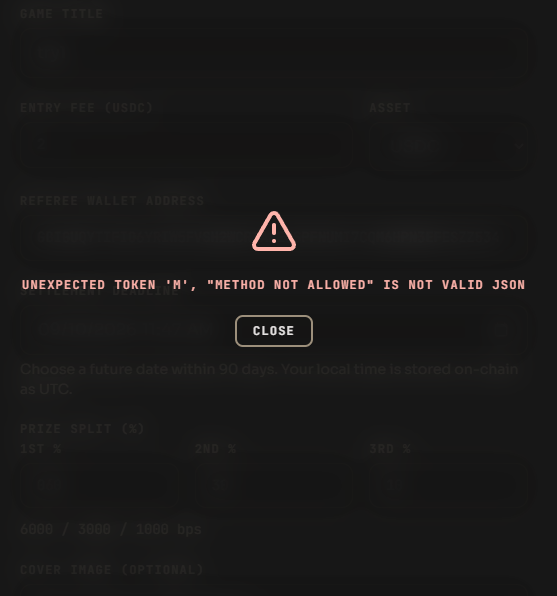 GAME TITLE
ENTRY FEE (USDC) ASSET
REFEREE WALLET ADDRESS
UNEXPECTED TOKEN 'M', "METHOD NOT ALLOWED" IS NOT VALID JSON
SETTLEMENT DEADLINE
CLOSE
Choose a future date within 90 days. Your local time is stored on-chain
as UTC.
PRIZE SPLIT (%)
1ST % 2ND % 3RD %
6000 / 3000 / 1000 bps
COVER IMAGE (OPTIONAL)